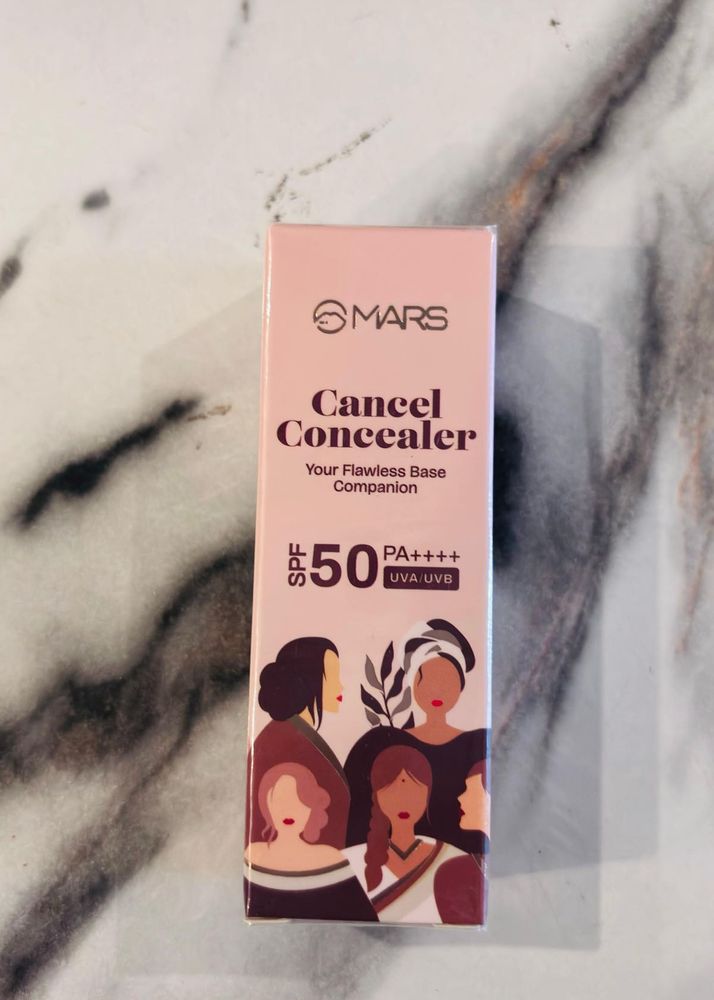 MARS
Cancel
Concealer
Your Flawless Base
Companion
SPF 50 PA++++
UVA/UVB